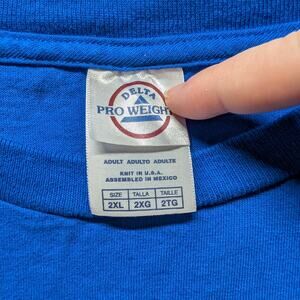 DELTA
PRO WEIGHT
ADULT ADULTO ADULTE
KNIT IN U.S.A.
ASSEMBLED IN MEXICO
SIZE TALLA TAILLE
2XL 2XG 2TG